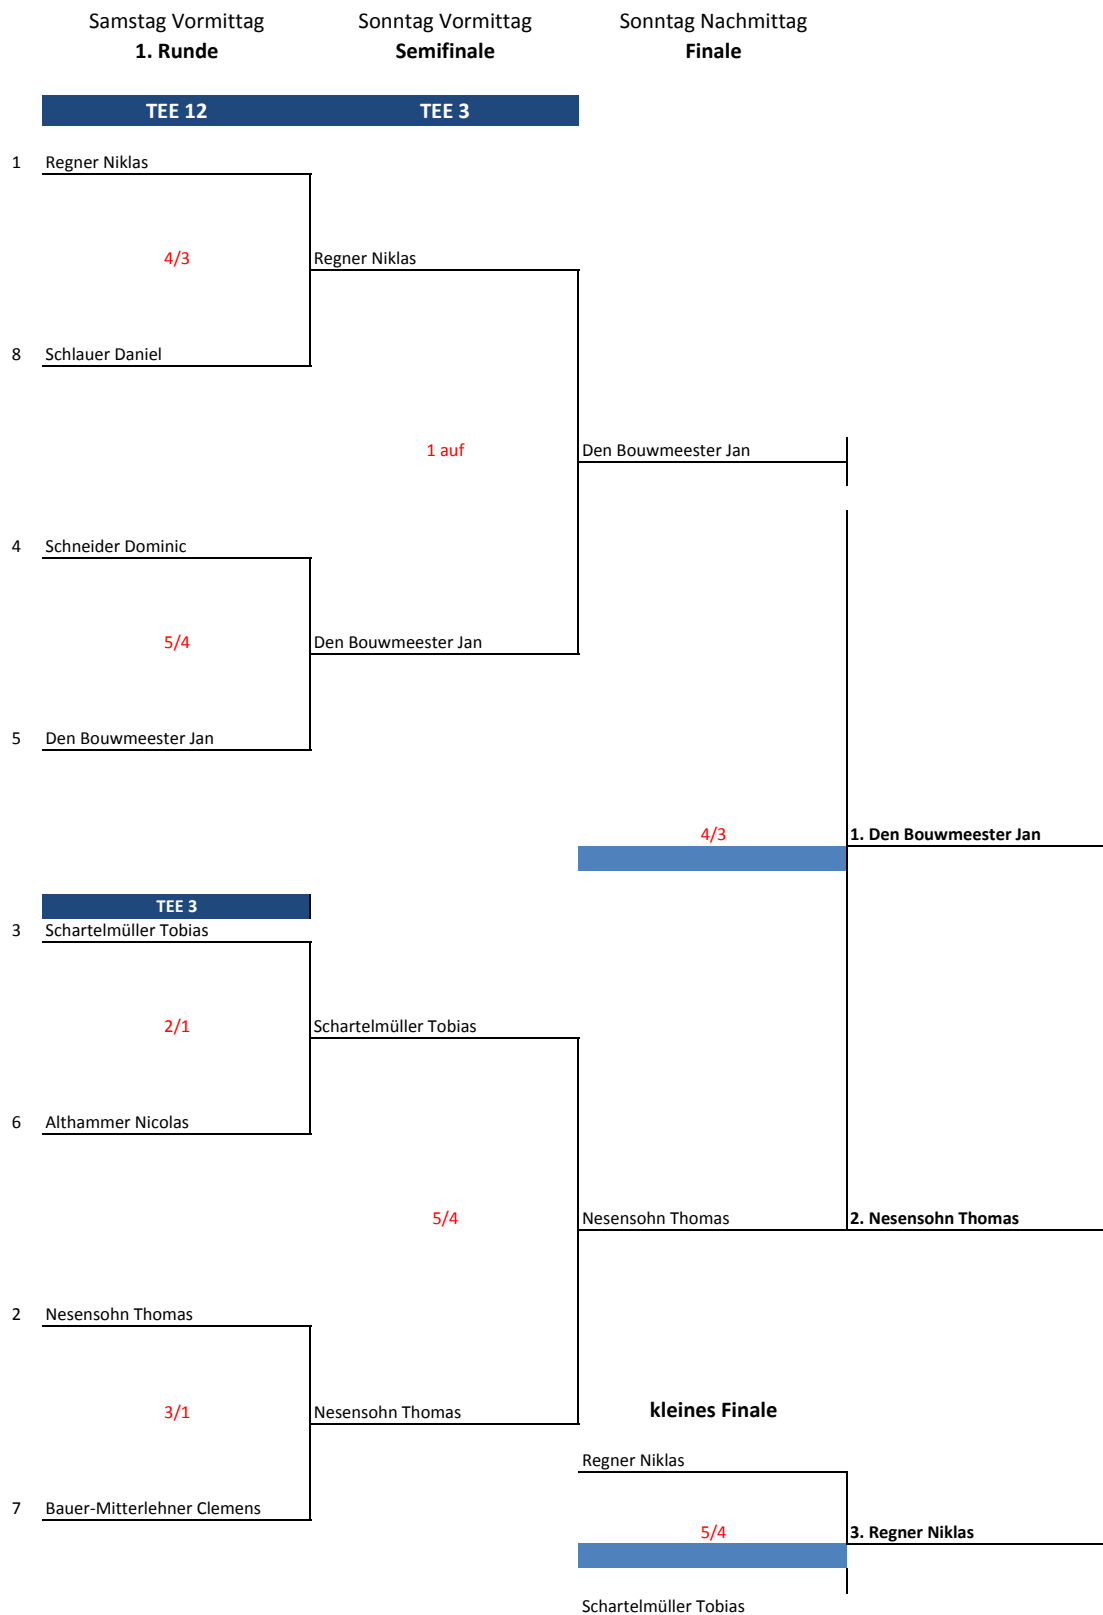 Samstag Vormittag Sonntag Vormittag Sonntag Nachmittag
1. Runde Semifinale Finale
TEE 12 TEE 3
1 Regner Niklas
4/3 Regner Niklas
8 Schlauer Daniel
1 auf Den Bouwmeester Jan
4 Schneider Dominic
5/4 Den Bouwmeester Jan
5 Den Bouwmeester Jan
4/3 1. Den Bouwmeester Jan
TEE 3
3 Schartelmüller Tobias
2/1 Schartelmüller Tobias
6 Althammer Nicolas
5/4 Nesensohn Thomas 2. Nesensohn Thomas
2 Nesensohn Thomas
3/1 Nesensohn Thomas kleines Finale
Regner Niklas
7 Bauer-Mitterlehner Clemens
5/4 3. Regner Niklas
Schartelmüller Tobias